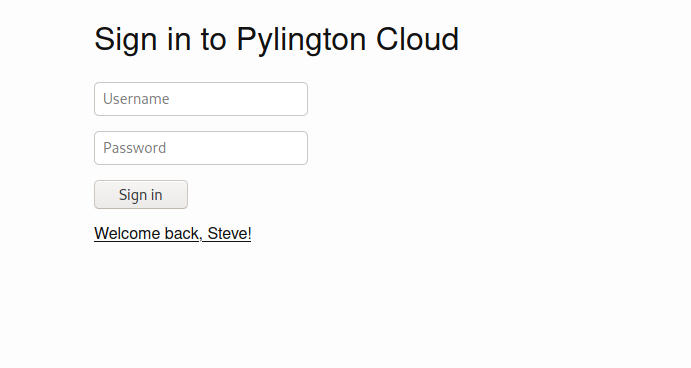 Sign in to Pylington Cloud
Username
Password
Sign in
Welcome back, Steve!